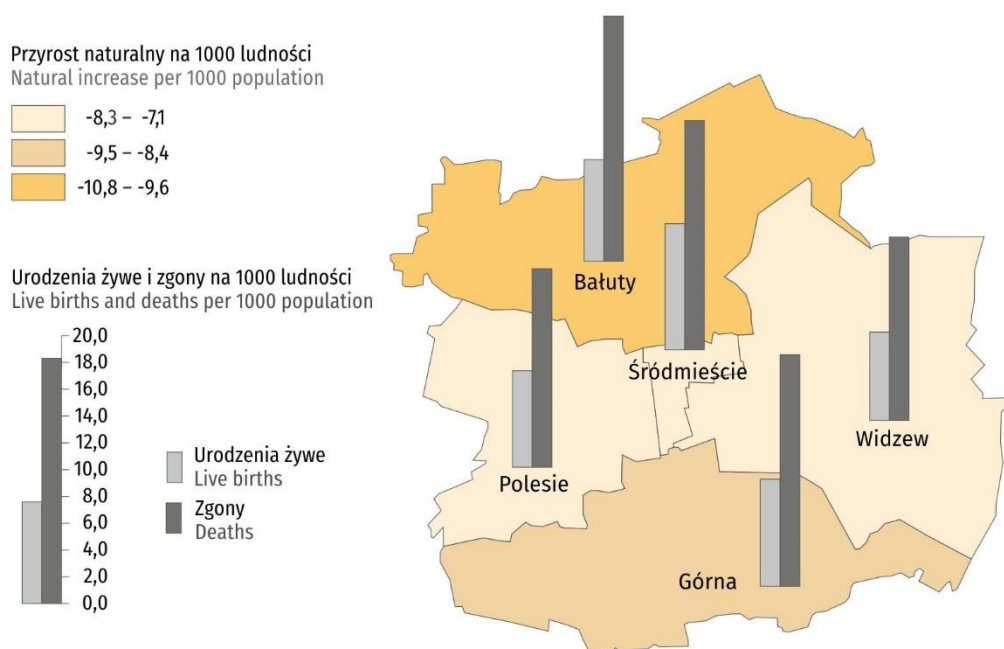 Przyrost naturalny na 1000 ludności
Natural increase per 1000 population
-8,3 – -7,1
-9,5 – -8,4
-10,8 – -9,6
Urodzenia żywe i zgony na 1000 ludności
Live births and deaths per 1000 population
20,0
18,0
16,0
14,0
12,0
10,0
8,0
6,0
4,0
2,0
0,0
Urodzenia żywe
Live births
Zgony
Deaths
Bałuty
Śródmieście
Widzew
Polesie
Górna